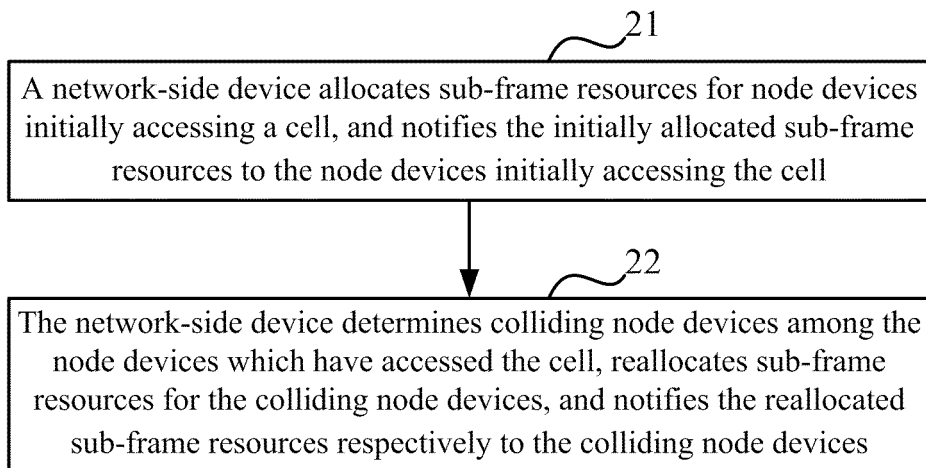 21
A network-side device allocates sub-frame resources for node devices
initially accessing a cell, and notifies the initially allocated sub-frame
resources to the node devices initially accessing the cell
22
The network-side device determines colliding node devices among the
node devices which have accessed the cell, reallocates sub-frame
resources for the colliding node devices, and notifies the reallocated
sub-frame resources respectively to the colliding node devices